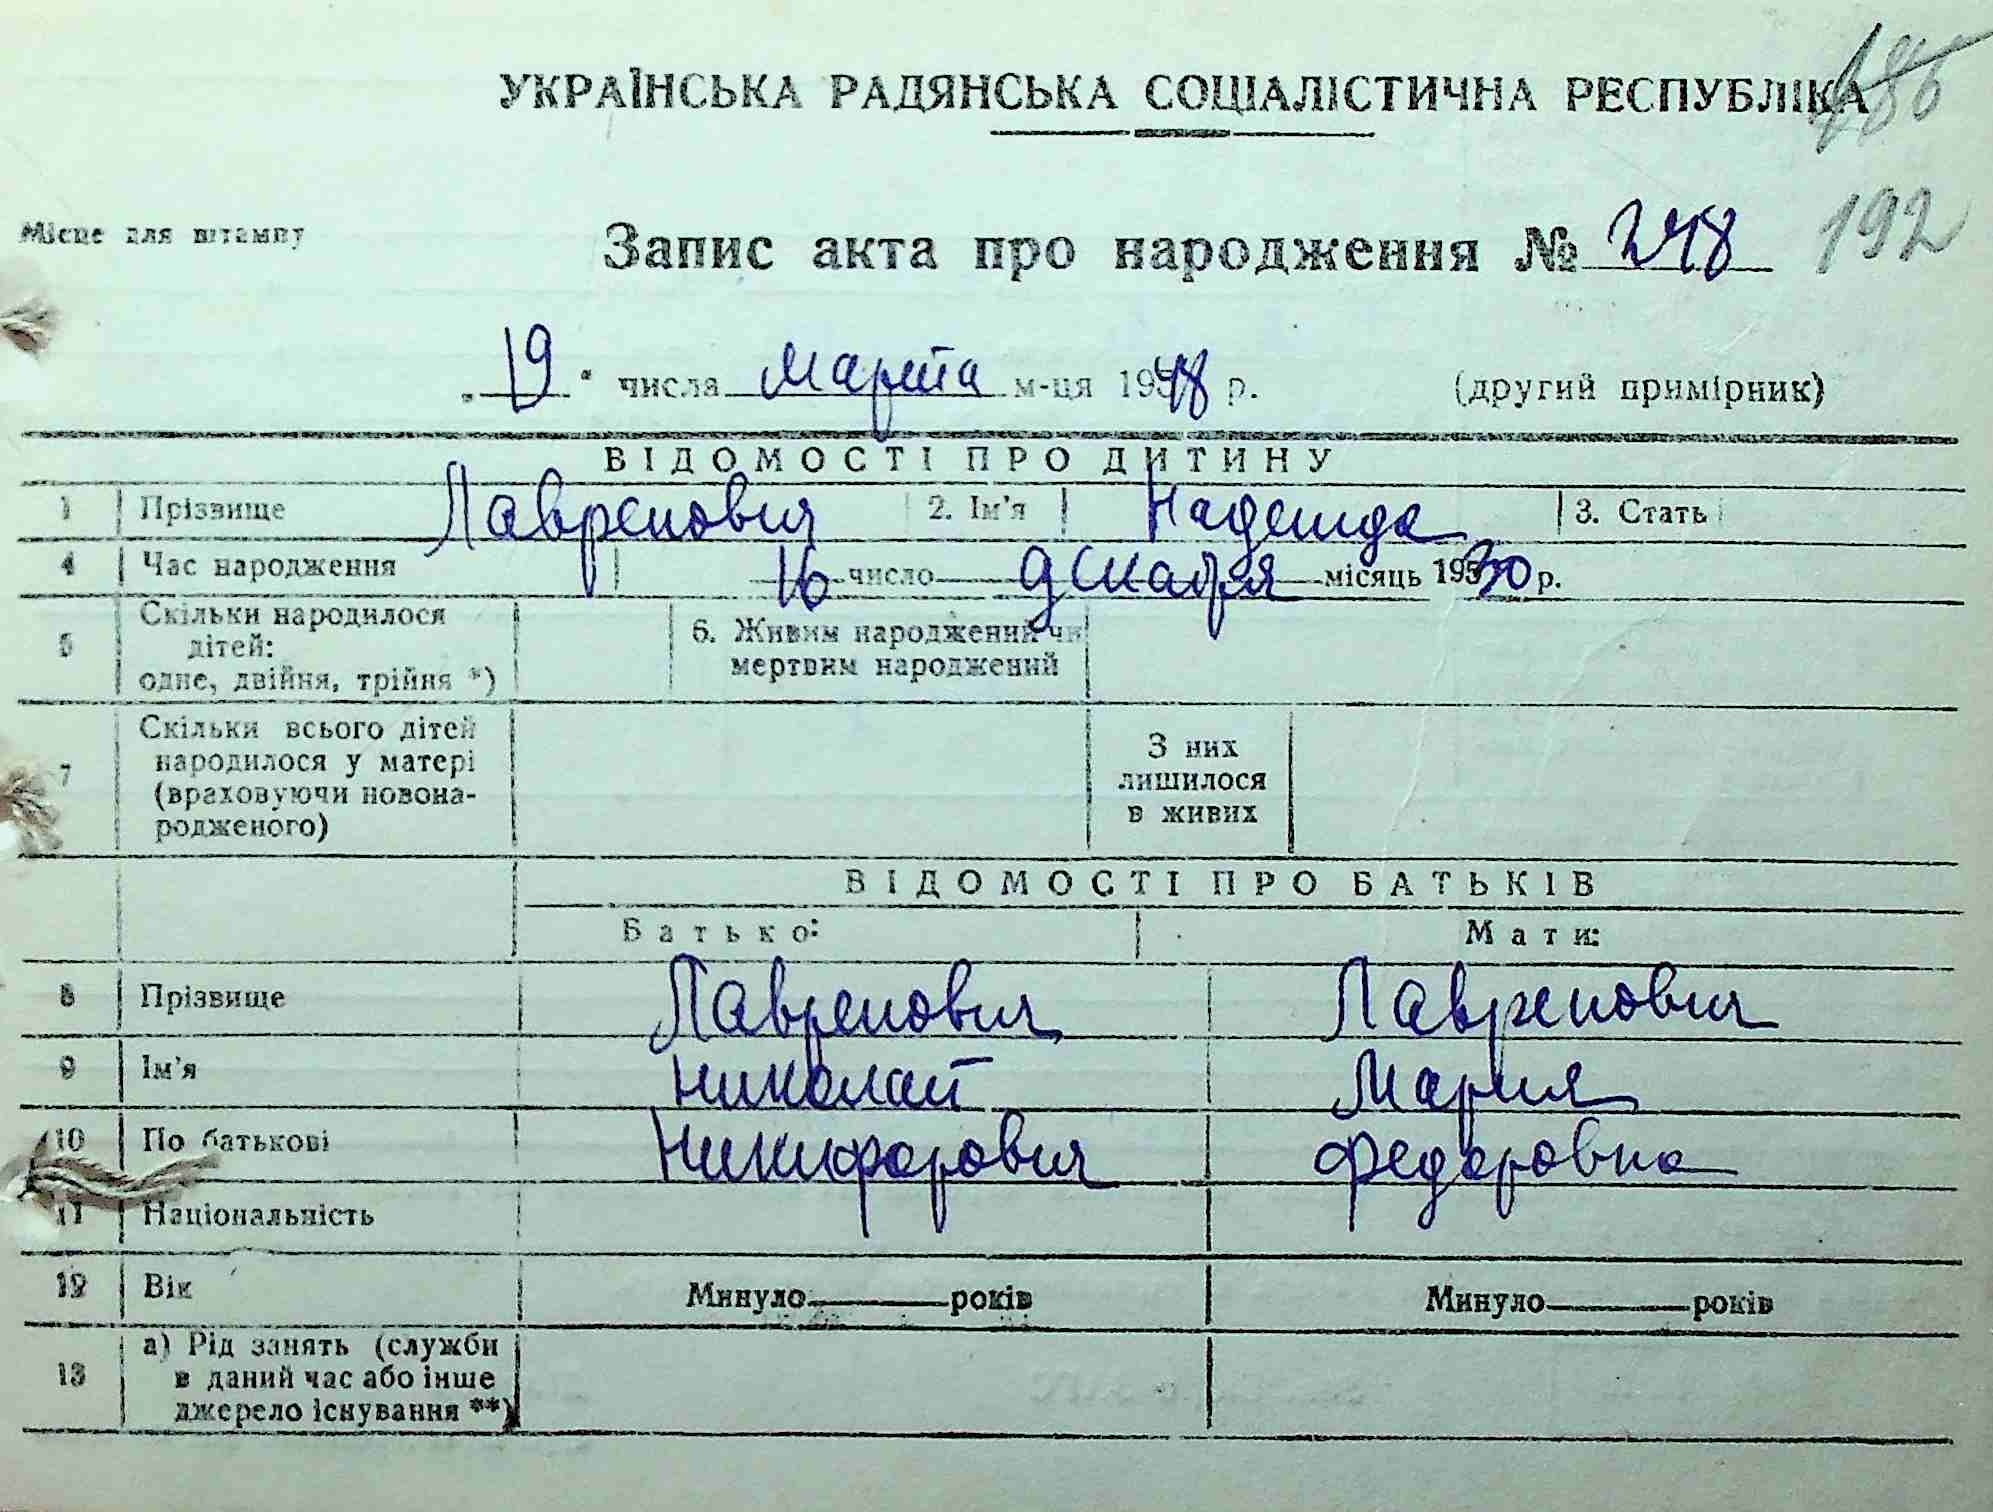 186
УКРАЇНСЬКА РАДЯНСЬКА СОЦІАЛІСТИЧНА РЕСПУБЛІКА
Місце для штампу
Запис акта про народження № 248 192
„19“ числа марта м-ця 1948 р. (другий примірник)
ВІДОМОСТІ ПРО ДИТИНУ
1 Прізвище Лавренович 2. Ім'я Надежда 3. Стать
4 Час народження 16 число декабря місяць 1930 р.
5 Скільки народилося дітей: одне, двійня, трійня *) 6. Живим народжений чи мертвим народжений
7 Скільки всього дітей народилося у матері (враховуючи новонародженого) З них лишилося в живих
ВІДОМОСТІ ПРО БАТЬКІВ
Батько: Мати:
8 Прізвище Лавренович Лавренович
9 Ім'я Николай Мария
10 По батькові Никифорович Федоровна
11 Національність
12 Вік Минуло років Минуло років
13 а) Рід занять (служби в даний час або інше джерело існування **)